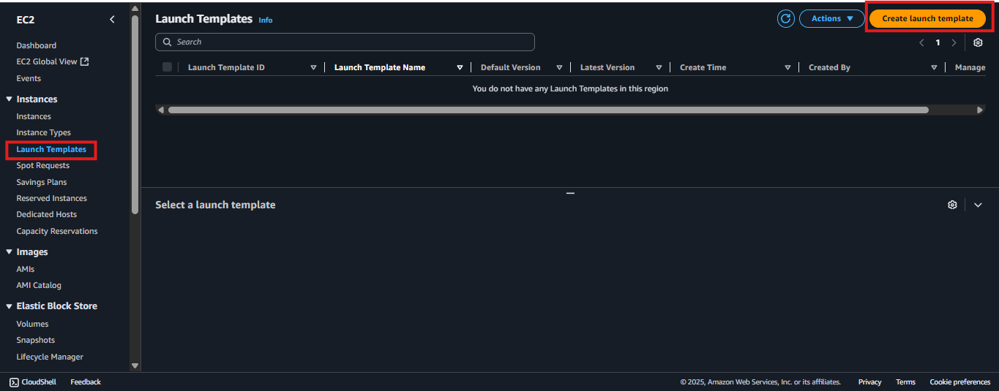 EC2
Dashboard
EC2 Global View
Events
Instances
Instances
Instance Types
Launch Templates
Spot Requests
Savings Plans
Reserved Instances
Dedicated Hosts
Capacity Reservations
Images
AMIs
AMI Catalog
Elastic Block Store
Volumes
Snapshots
Lifecycle Manager
Launch Templates Info
Actions
Create launch template
Search
1
Launch Template ID Launch Template Name Default Version Latest Version Create Time Created By Manage
You do not have any Launch Templates in this region
Select a launch template
CloudShell Feedback © 2025, Amazon Web Services, Inc. or its affiliates. Privacy Terms Cookie preferences